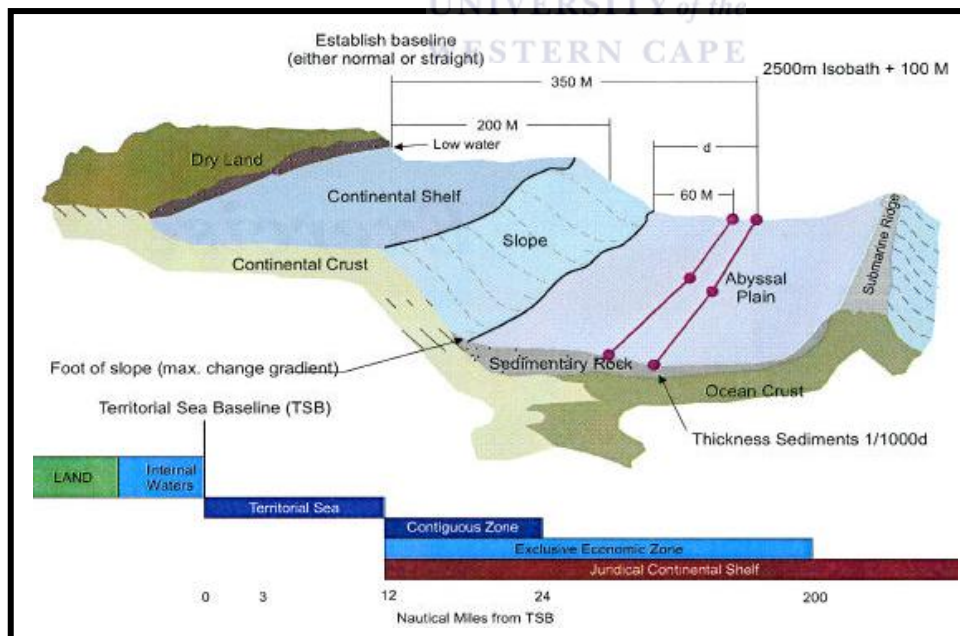 UNIVERSITY of the
WESTERN CAPE
Establish baseline
(either normal or straight)
2500m Isobath + 100 M
350 M
200 M
Low water
d
60 M
Dry Land
Continental Shelf
Slope
Continental Crust
Abyssal
Plain
Submarine Ridge
Foot of slope (max. change gradient)
Sedimentary Rock
Ocean Crust
Thickness Sediments 1/1000d
Territorial Sea Baseline (TSB)
LAND
Internal
Waters
Territorial Sea
Contiguous Zone
Exclusive Economic Zone
Juridical Continental Shelf
0 3 12 24 200
Nautical Miles from TSB